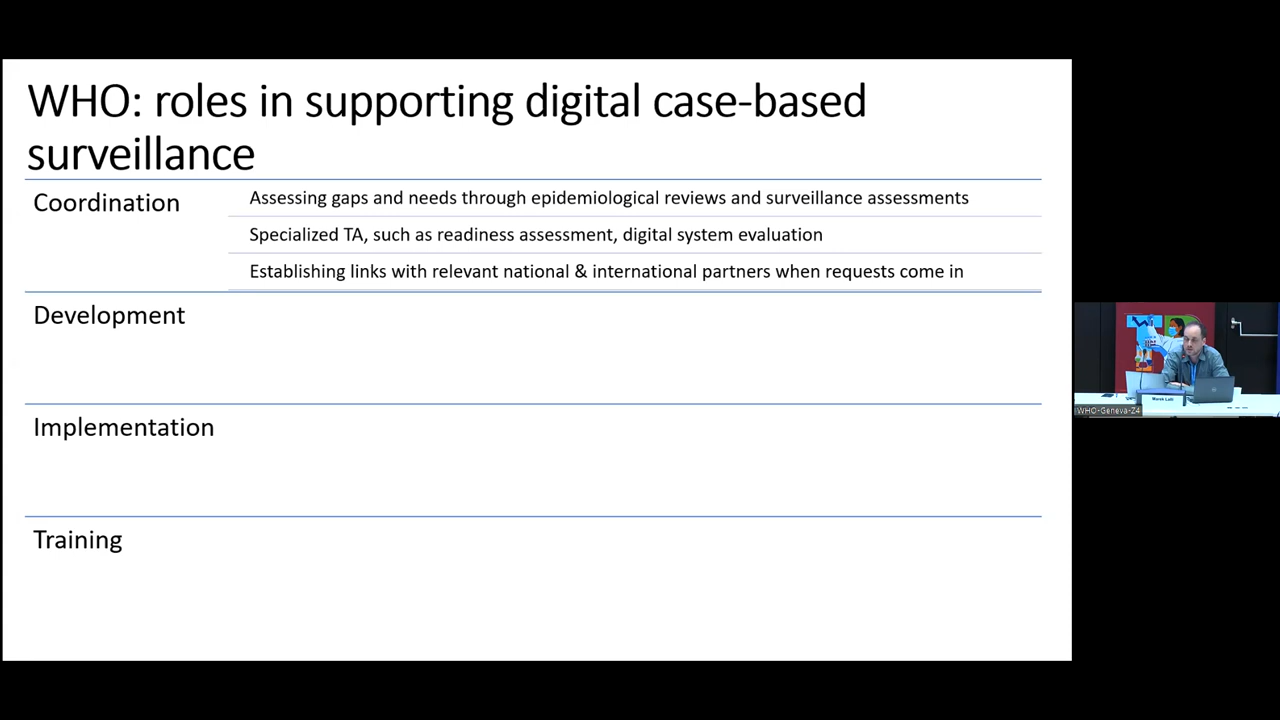 WHO: roles in supporting digital case-based
surveillance
Coordination
Assessing gaps and needs through epidemiological reviews and surveillance assessments
Specialized TA, such as readiness assessment, digital system evaluation
Establishing links with relevant national & international partners when requests come in
Development
Implementation
Training
Marek Lalli
WHO-Geneva-Z4